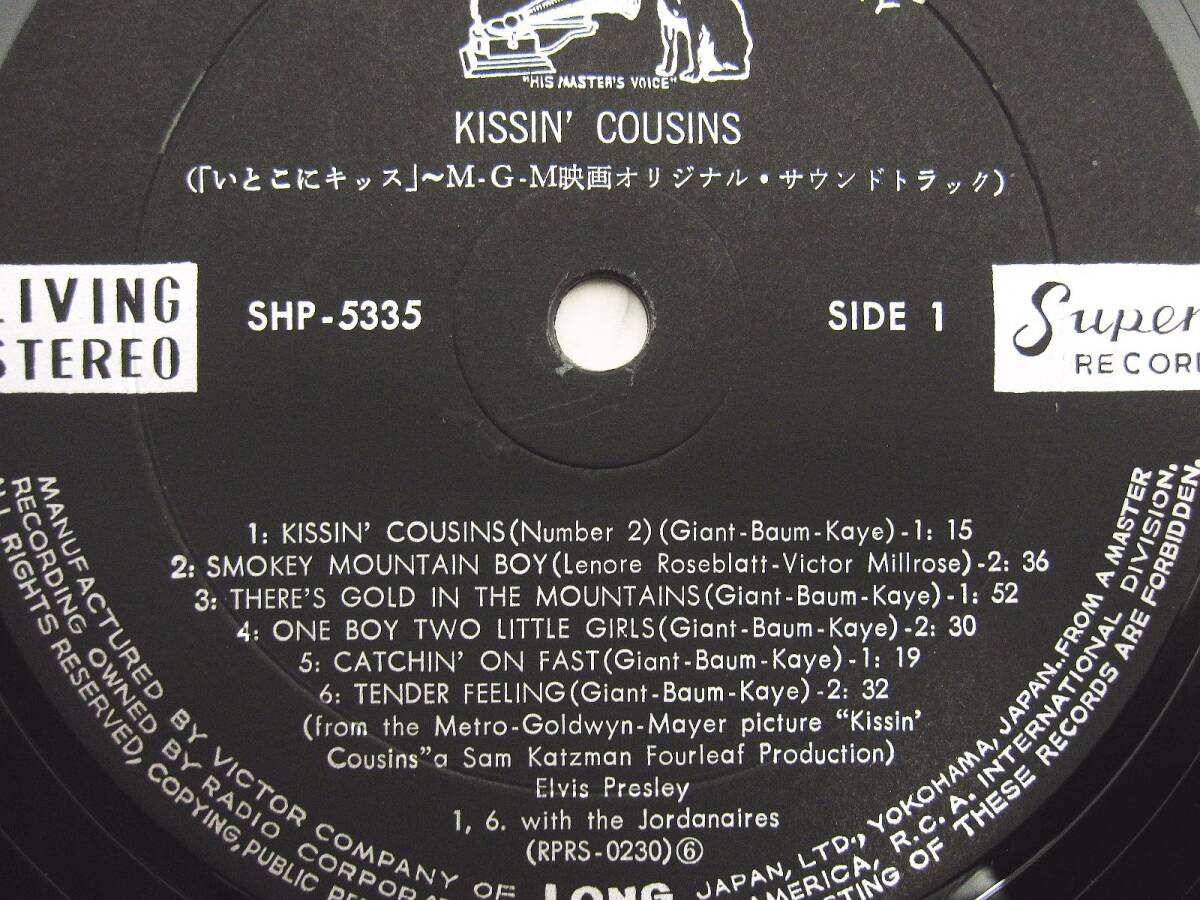 "HIS MASTER'S VOICE"
KISSIN' COUSINS
(「いとこにキッス」〜M-G-M映画オリジナル・サウンドトラック)
LIVING
STEREO
SHP-5335
SIDE 1
Super
RECORD
1: KISSIN' COUSINS(Number 2)(Giant-Baum-Kaye)-1: 15
2: SMOKEY MOUNTAIN BOY(Lenore Roseblatt-Victor Millrose)-2: 36
3: THERE'S GOLD IN THE MOUNTAINS(Giant-Baum-Kaye)-1: 52
4: ONE BOY TWO LITTLE GIRLS(Giant-Baum-Kaye)-2: 30
5: CATCHIN' ON FAST(Giant-Baum-Kaye)-1: 19
6: TENDER FEELING(Giant-Baum-Kaye)-2: 32
(from the Metro-Goldwyn-Mayer picture "Kissin'
Cousins"a Sam Katzman Fourleaf Production)
Elvis Presley
1, 6. with the Jordanaires
(RPRS-0230)⑥
LONG
MANUFACTURED BY VICTOR COMPANY OF JAPAN, LTD., YOKOHAMA, JAPAN..FROM A MASTER
RECORDING OWNED BY RADIO CORPORAT AMERICA, R.C.A. INTERNATIONAL DIVISION.
ALL RIGHTS RESERVED, COPYING, PUBLIC STING OF THESE RECORDS ARE FORBIDDEN.